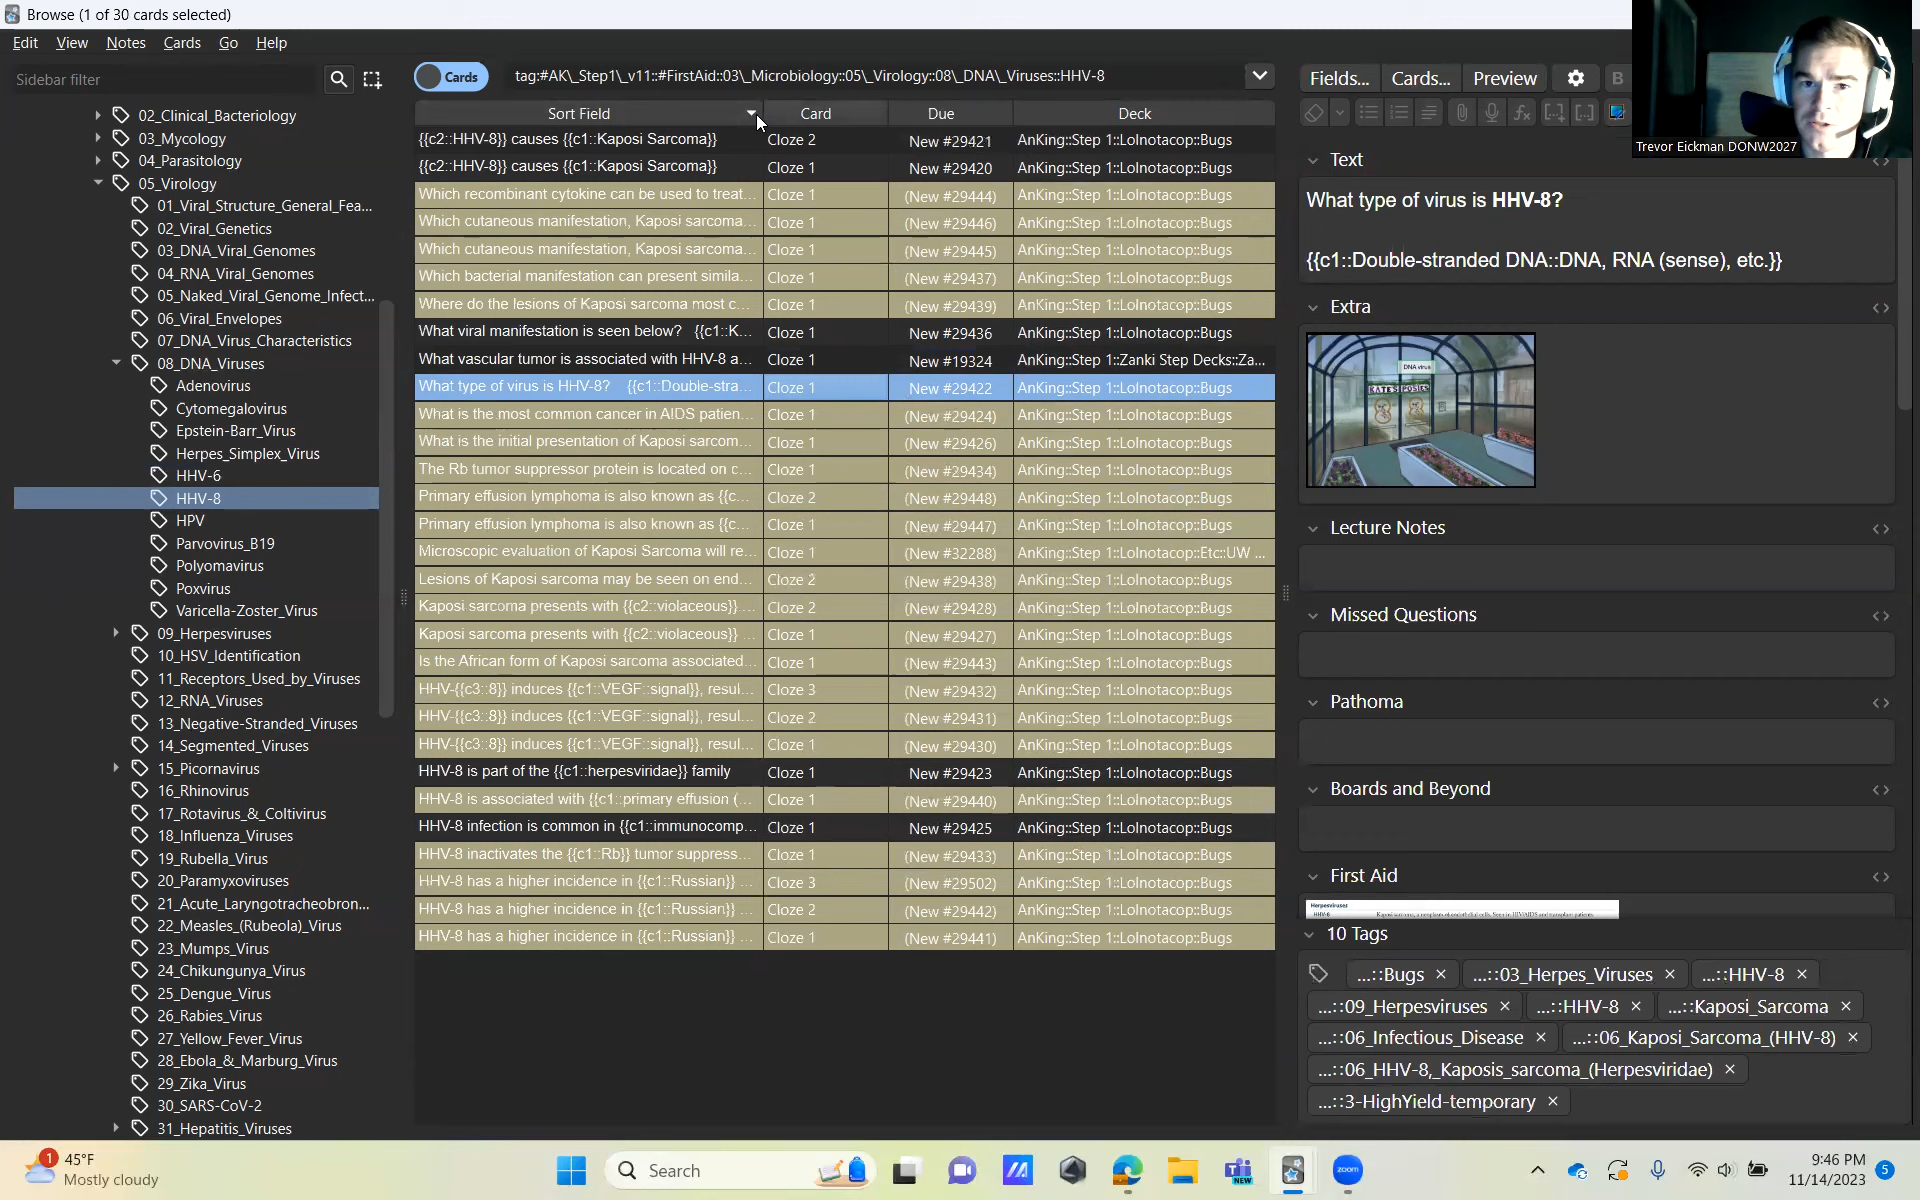 Browse (1 of 30 cards selected)
Edit View Notes Cards Go Help
Sidebar filter
02_Clinical_Bacteriology
03_Mycology
04_Parasitology
05_Virology
01_Viral_Structure_General_Fea...
02_Viral_Genetics
03_DNA_Viral_Genomes
04_RNA_Viral_Genomes
05_Naked_Viral_Genome_Infect...
06_Viral_Envelopes
07_DNA_Virus_Characteristics
08_DNA_Viruses
Adenovirus
Cytomegalovirus
Epstein-Barr_Virus
Herpes_Simplex_Virus
HHV-6
HHV-8
HPV
Parvovirus_B19
Polyomavirus
Poxvirus
Varicella-Zoster_Virus
09_Herpesviruses
10_HSV_Identification
11_Receptors_Used_by_Viruses
12_RNA_Viruses
13_Negative-Stranded_Viruses
14_Segmented_Viruses
15_Picornavirus
16_Rhinovirus
17_Rotavirus_&_Coltivirus
18_Influenza_Viruses
19_Rubella_Virus
20_Paramyxoviruses
21_Acute_Laryngotracheobron...
22_Measles_(Rubeola)_Virus
23_Mumps_Virus
24_Chikungunya_Virus
25_Dengue_Virus
26_Rabies_Virus
27_Yellow_Fever_Virus
28_Ebola_&_Marburg_Virus
29_Zika_Virus
30_SARS-CoV-2
31_Hepatitis_Viruses
Cards tag:#AK\_Step1\_v11::#FirstAid::03\_Microbiology::05\_Virology::08\_DNA\_Viruses::HHV-8
Sort Field Card Due Deck
{{c2::HHV-8}} causes {{c1::Kaposi Sarcoma}} Cloze 2 New #29421 AnKing::Step 1::Lolnotacop::Bugs
{{c2::HHV-8}} causes {{c1::Kaposi Sarcoma}} Cloze 1 New #29420 AnKing::Step 1::Lolnotacop::Bugs
Which recombinant cytokine can be used to treat... Cloze 1 (New #29444) AnKing::Step 1::Lolnotacop::Bugs
Which cutaneous manifestation, Kaposi sarcoma... Cloze 1 (New #29446) AnKing::Step 1::Lolnotacop::Bugs
Which cutaneous manifestation, Kaposi sarcoma... Cloze 1 (New #29445) AnKing::Step 1::Lolnotacop::Bugs
Which bacterial manifestation can present simila... Cloze 1 (New #29437) AnKing::Step 1::Lolnotacop::Bugs
Where do the lesions of Kaposi sarcoma most c... Cloze 1 (New #29439) AnKing::Step 1::Lolnotacop::Bugs
What viral manifestation is seen below? {{c1::K... Cloze 1 New #29436 AnKing::Step 1::Lolnotacop::Bugs
What vascular tumor is associated with HHV-8 a... Cloze 1 New #19324 AnKing::Step 1::Zanki Step Decks::Za...
What type of virus is HHV-8? {{c1::Double-stra... Cloze 1 New #29422 AnKing::Step 1::Lolnotacop::Bugs
What is the most common cancer in AIDS patien... Cloze 1 (New #29424) AnKing::Step 1::Lolnotacop::Bugs
What is the initial presentation of Kaposi sarcom... Cloze 1 (New #29426) AnKing::Step 1::Lolnotacop::Bugs
The Rb tumor suppressor protein is located on c... Cloze 1 (New #29434) AnKing::Step 1::Lolnotacop::Bugs
Primary effusion lymphoma is also known as {{c... Cloze 2 (New #29448) AnKing::Step 1::Lolnotacop::Bugs
Primary effusion lymphoma is also known as {{c... Cloze 1 (New #29447) AnKing::Step 1::Lolnotacop::Bugs
Microscopic evaluation of Kaposi Sarcoma will re... Cloze 1 (New #32288) AnKing::Step 1::Lolnotacop::Etc::UW ...
Lesions of Kaposi sarcoma may be seen on end... Cloze 2 (New #29438) AnKing::Step 1::Lolnotacop::Bugs
Kaposi sarcoma presents with {{c2::violaceous}} ... Cloze 2 (New #29428) AnKing::Step 1::Lolnotacop::Bugs
Kaposi sarcoma presents with {{c2::violaceous}} ... Cloze 1 (New #29427) AnKing::Step 1::Lolnotacop::Bugs
Is the African form of Kaposi sarcoma associated... Cloze 1 (New #29443) AnKing::Step 1::Lolnotacop::Bugs
HHV-{{c3::8}} induces {{c1::VEGF::signal}}, resul... Cloze 3 (New #29432) AnKing::Step 1::Lolnotacop::Bugs
HHV-{{c3::8}} induces {{c1::VEGF::signal}}, resul... Cloze 2 (New #29431) AnKing::Step 1::Lolnotacop::Bugs
HHV-{{c3::8}} induces {{c1::VEGF::signal}}, resul... Cloze 1 (New #29430) AnKing::Step 1::Lolnotacop::Bugs
HHV-8 is part of the {{c1::herpesviridae}} family Cloze 1 New #29423 AnKing::Step 1::Lolnotacop::Bugs
HHV-8 is associated with {{c1::primary effusion (... Cloze 1 (New #29440) AnKing::Step 1::Lolnotacop::Bugs
HHV-8 infection is common in {{c1::immunocomp... Cloze 1 New #29425 AnKing::Step 1::Lolnotacop::Bugs
HHV-8 inactivates the {{c1::Rb}} tumor suppress... Cloze 1 (New #29433) AnKing::Step 1::Lolnotacop::Bugs
HHV-8 has a higher incidence in {{c1::Russian}} ... Cloze 3 (New #29502) AnKing::Step 1::Lolnotacop::Bugs
HHV-8 has a higher incidence in {{c1::Russian}} ... Cloze 2 (New #29442) AnKing::Step 1::Lolnotacop::Bugs
HHV-8 has a higher incidence in {{c1::Russian}} ... Cloze 1 (New #29441) AnKing::Step 1::Lolnotacop::Bugs
Fields... Cards... Preview B
Trevor Eickman DONW2027
Text
What type of virus is HHV-8?
{{c1::Double-stranded DNA::DNA, RNA (sense), etc.}}
Extra
DNA virus
KATE'S POSIES
Lecture Notes
Missed Questions
Pathoma
Boards and Beyond
First Aid
Herpesviruses
HHV-8 Kaposi sarcoma, a neoplasm of endothelial cells. Seen in HIV/AIDS and transplant patients.
10 Tags
...::Bugs × ...::03_Herpes_Viruses × ...::HHV-8 ×
...::09_Herpesviruses × ...::HHV-8 × ...::Kaposi_Sarcoma ×
...::06_Infectious_Disease × ...::06_Kaposi_Sarcoma_(HHV-8) ×
...::06_HHV-8,_Kaposis_sarcoma_(Herpesviridae) ×
...::3-HighYield-temporary ×
1
45°F
Mostly cloudy
Search
NEW
zoom
9:46 PM
11/14/2023
5